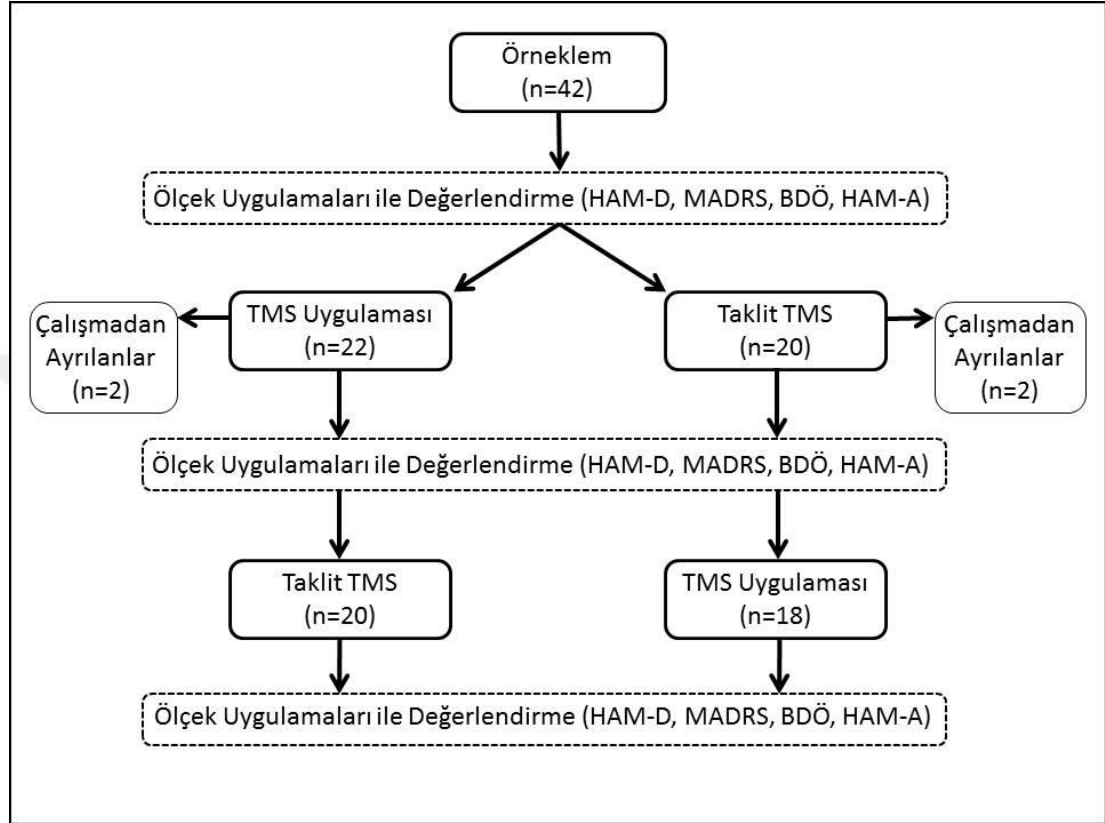 Örneklem
(n=42)
Ölçek Uygulamaları ile Değerlendirme (HAM-D, MADRS, BDÖ, HAM-A)
TMS Uygulaması
(n=22)
Taklit TMS
(n=20)
Çalışmadan
Ayrılanlar
(n=2)
Çalışmadan
Ayrılanlar
(n=2)
Ölçek Uygulamaları ile Değerlendirme (HAM-D, MADRS, BDÖ, HAM-A)
Taklit TMS
(n=20)
TMS Uygulaması
(n=18)
Ölçek Uygulamaları ile Değerlendirme (HAM-D, MADRS, BDÖ, HAM-A)